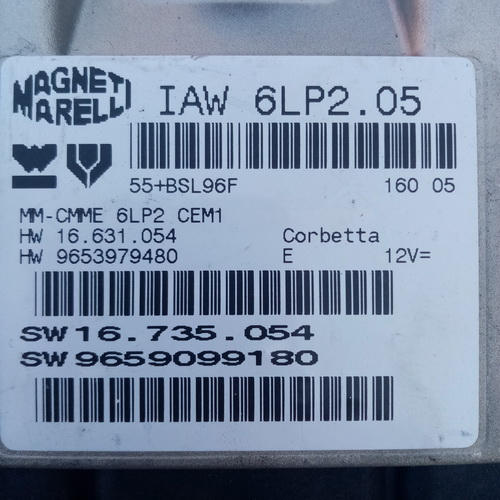 MAGNETI MARELLI
IAW 6LP2.05
55+BSL96F 160 05
MM-CMME 6LP2 CEM1
HW 16.631.054 Corbetta
HW 9653979480 E 12V=
SW 16.735.054
SW 9659099180